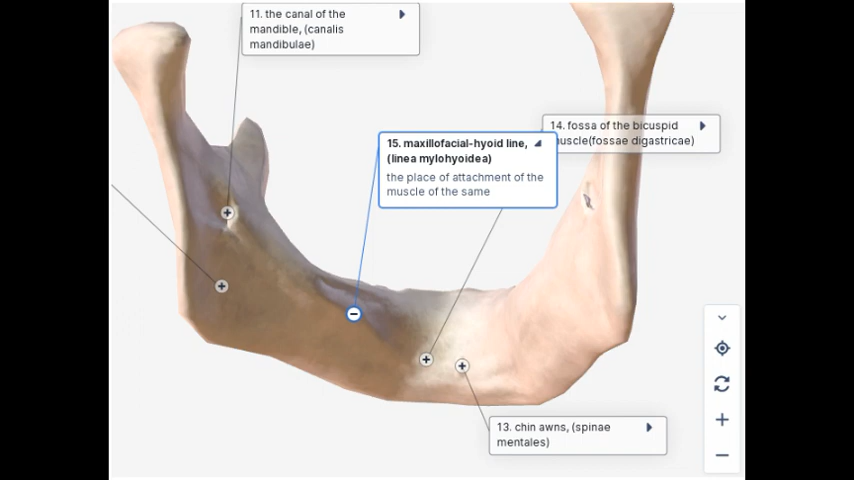 11. the canal of the
mandible, (canalis
mandibulae)
14. fossa of the bicuspid
muscle(fossae digastricae)
15. maxillofacial-hyoid line,
(linea mylohyoidea)
the place of attachment of the
muscle of the same
13. chin awns, (spinae
mentales)